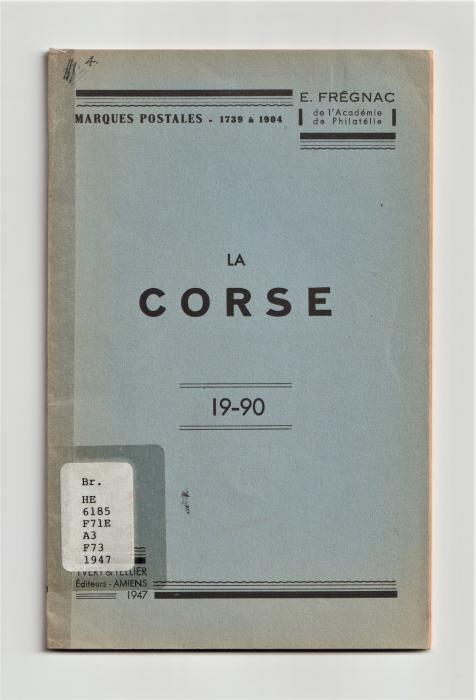 4.
E. FRÉGNAC
MARQUES POSTALES - 1739 à 1904
de l'Académie
de Philatélie
LA
CORSE
19-90
Br.
HE
6185
F71E
A3
F73
1947
YVERT & TELLIER
Éditeurs - AMIENS
1947